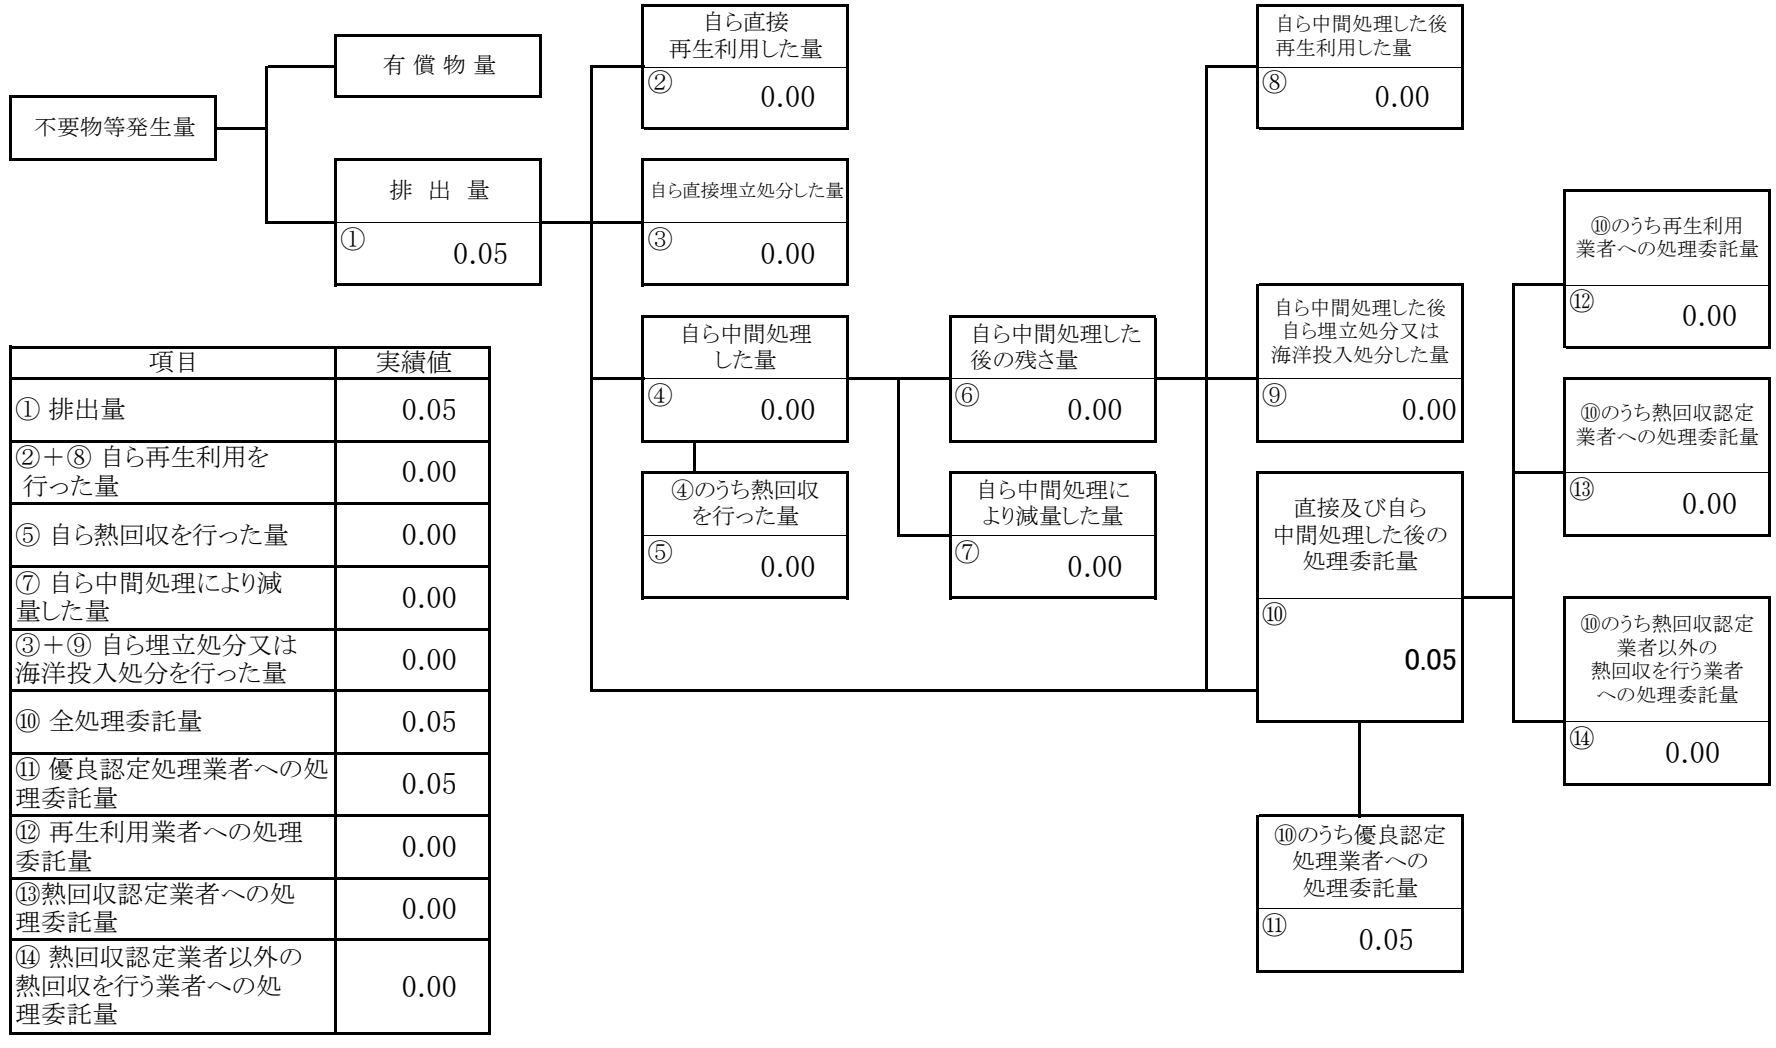 不要物等発生量
有 償 物 量
排 出 量
①
0.05
自ら直接
再生利用した量
②
0.00
自ら直接埋立処分した量
③
0.00
自ら中間処理
した量
④
0.00
④のうち熱回収
を行った量
⑤
0.00
自ら中間処理した
後の残さ量
⑥
0.00
自ら中間処理に
より減量した量
⑦
0.00
自ら中間処理した後
再生利用した量
⑧
0.00
自ら中間処理した後
自ら埋立処分又は
海洋投入処分した量
⑨
0.00
直接及び自ら
中間処理した後の
処理委託量
⑩
0.05
⑩のうち優良認定
処理業者への
処理委託量
⑪
0.05
⑩のうち再生利用
業者への処理委託量
⑫
0.00
⑩のうち熱回収認定
業者への処理委託量
⑬
0.00
⑩のうち熱回収認定
業者以外の
熱回収を行う業者
への処理委託量
⑭
0.00
項目 実績値
① 排出量 0.05
②＋⑧ 自ら再生利用を
行った量 0.00
⑤ 自ら熱回収を行った量 0.00
⑦ 自ら中間処理により減
量した量 0.00
③＋⑨ 自ら埋立処分又は
海洋投入処分を行った量 0.00
⑩ 全処理委託量 0.05
⑪ 優良認定処理業者への処
理委託量 0.05
⑫ 再生利用業者への処理
委託量 0.00
⑬熱回収認定業者への処
理委託量 0.00
⑭ 熱回収認定業者以外の
熱回収を行う業者への処
理委託量 0.00